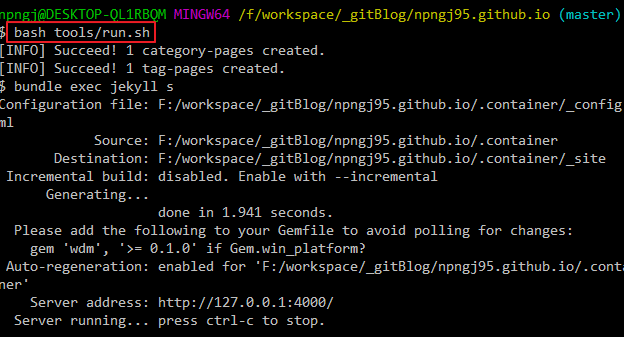 npngj@DESKTOP-QL1RBQM MINGW64 /f/workspace/_gitBlog/npngj95.github.io (master)
$ bash tools/run.sh
[INFO] Succeed! 1 category-pages created.
[INFO] Succeed! 1 tag-pages created.
$ bundle exec jekyll s
Configuration file: F:/workspace/_gitBlog/npngj95.github.io/.container/_config
ml
Source: F:/workspace/_gitBlog/npngj95.github.io/.container
Destination: F:/workspace/_gitBlog/npngj95.github.io/.container/_site
Incremental build: disabled. Enable with --incremental
Generating...
done in 1.941 seconds.
Please add the following to your Gemfile to avoid polling for changes:
gem 'wdm', '>= 0.1.0' if Gem.win_platform?
Auto-regeneration: enabled for 'F:/workspace/_gitBlog/npngj95.github.io/.conta
ner'
Server address: http://127.0.0.1:4000/
Server running... press ctrl-c to stop.